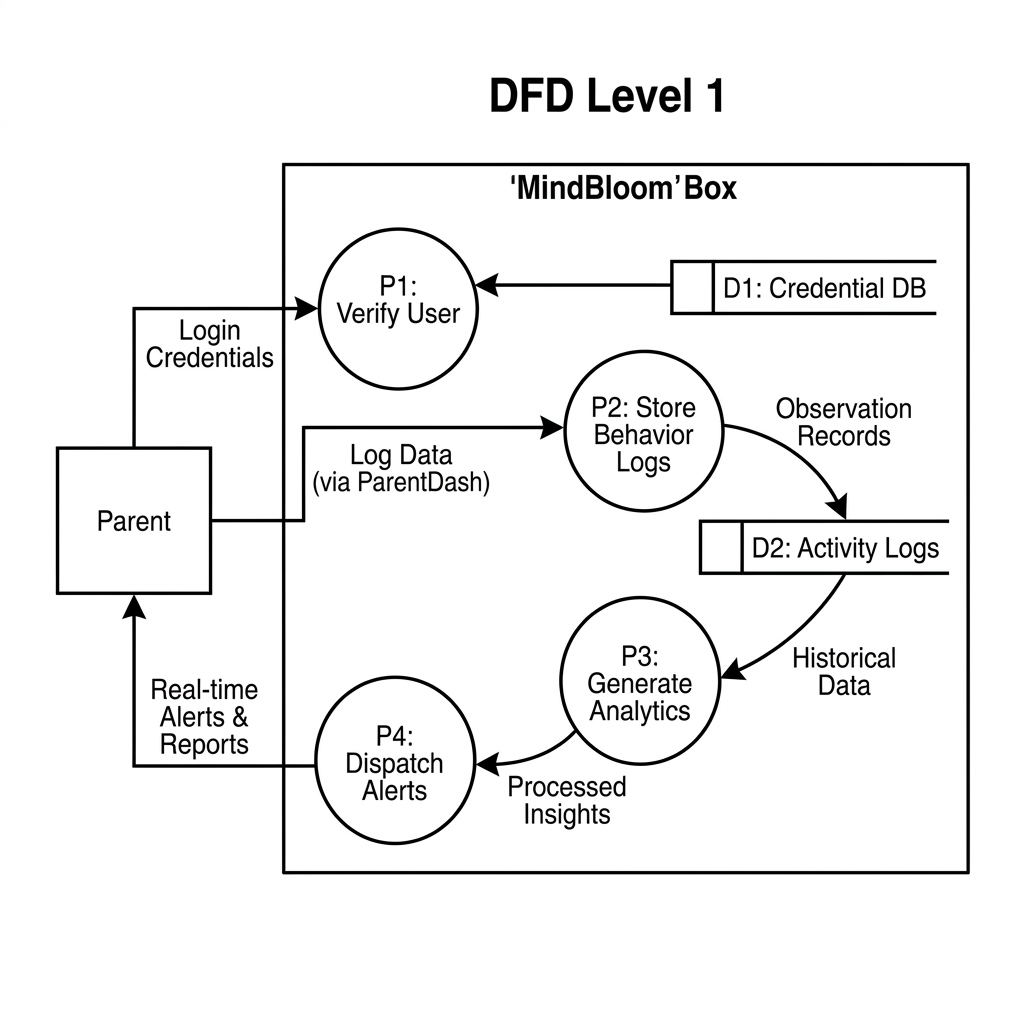 DFD Level 1
'MindBloom' Box
P1:
Verify User
D1: Credential DB
Login
Credentials
P2: Store
Behavior
Logs
Observation
Records
Log Data
(via ParentDash)
Parent
D2: Activity Logs
P3:
Generate
Analytics
Historical
Data
Real-time
Alerts &
Reports
P4:
Dispatch
Alerts
Processed
Insights